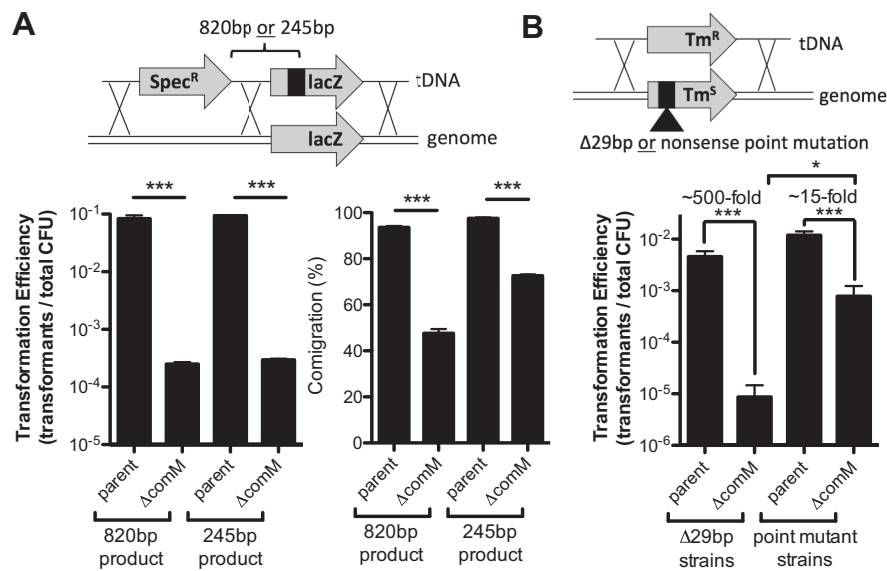 A
820bp or 245bp
Spec^R
lacZ
tDNA
lacZ
genome
Transformation Efficiency
(transformants / total CFU)
10^-1
10^-2
10^-3
10^-4
10^-5
***
***
parent
ΔcomM
parent
ΔcomM
820bp
product
245bp
product
Comigration (%)
100
80
60
40
20
0
***
***
parent
ΔcomM
parent
ΔcomM
820bp
product
245bp
product
B
Tm^R
tDNA
Tm^S
genome
Δ29bp or nonsense point mutation
*
~500-fold
~15-fold
***
***
Transformation Efficiency
(transformants / total CFU)
10^-2
10^-3
10^-4
10^-5
10^-6
parent
ΔcomM
parent
ΔcomM
Δ29bp
strains
point mutant
strains